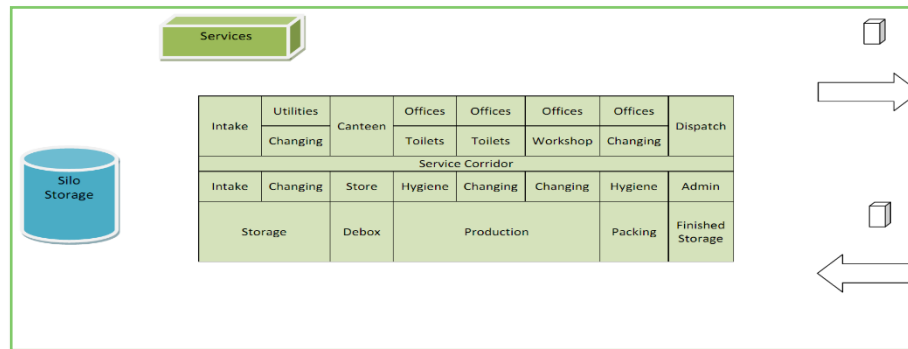 Services
Intake Utilities Canteen Offices Offices Offices Offices Dispatch
Changing Toilets Toilets Workshop Changing
Service Corridor
Silo
Storage
Intake Changing Store Hygiene Changing Changing Hygiene Admin
Storage Debox Production Packing Finished
Storage